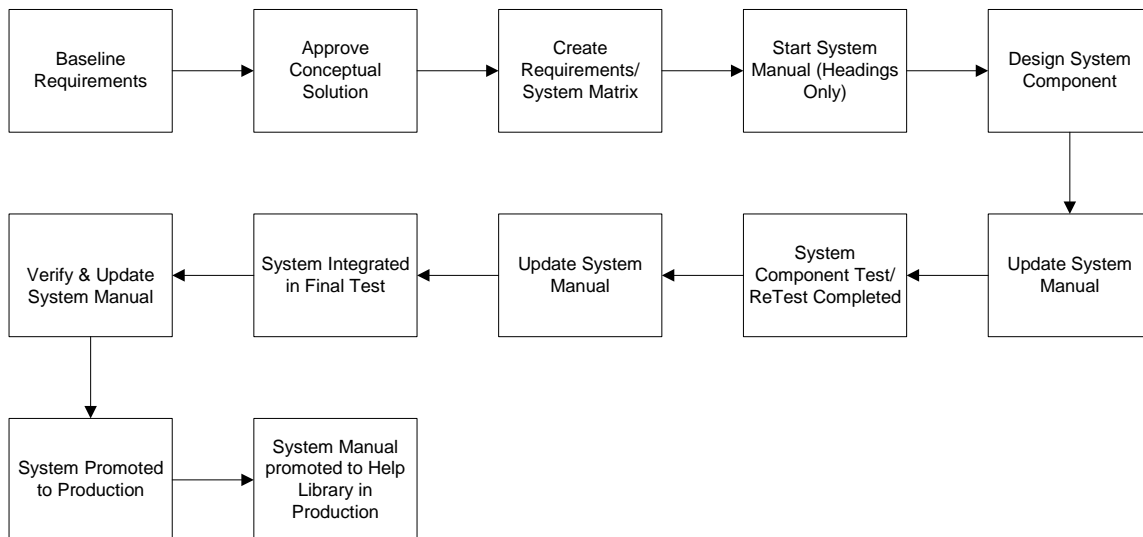 Baseline
Requirements
Approve
Conceptual
Solution
Create
Requirements/
System Matrix
Start System
Manual (Headings
Only)
Design System
Component
Update System
Manual
System
Component Test/
ReTest Completed
Update System
Manual
System Integrated
in Final Test
Verify & Update
System Manual
System Promoted
to Production
System Manual
promoted to Help
Library in
Production